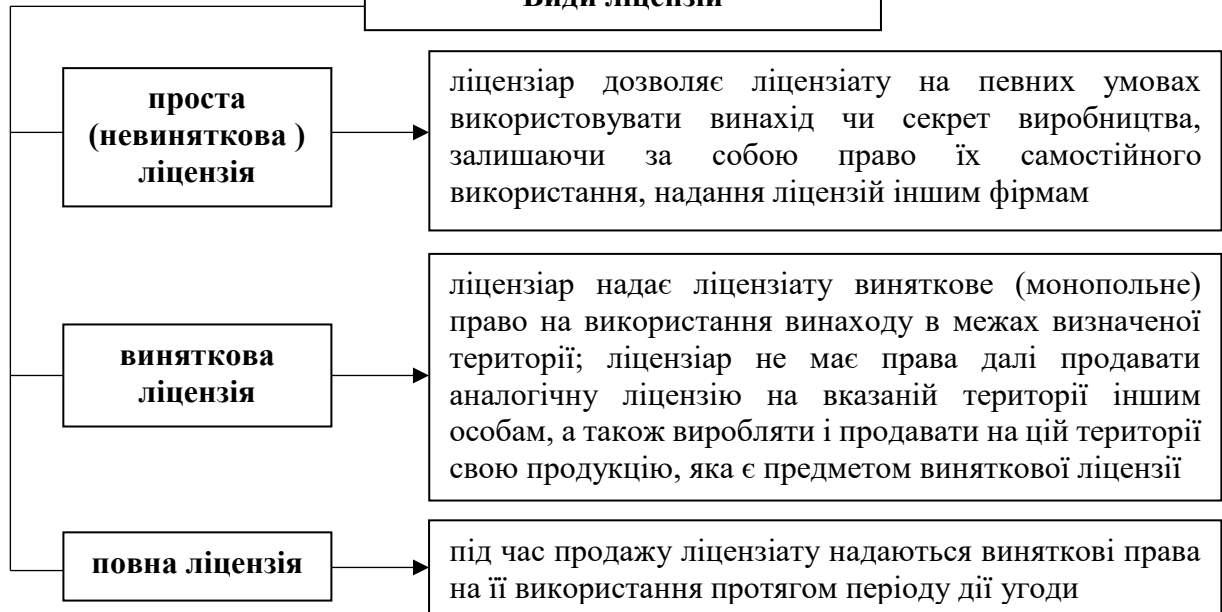 Види ліцензій
проста
(невиняткова )
ліцензія
ліцензіар дозволяє ліцензіату на певних умовах
використовувати винахід чи секрет виробництва,
залишаючи за собою право їх самостійного
використання, надання ліцензій іншим фірмам
виняткова
ліцензія
ліцензіар надає ліцензіату виняткове (монопольне)
право на використання винаходу в межах визначеної
території; ліцензіар не має права далі продавати
аналогічну ліцензію на вказаній території іншим
особам, а також виробляти і продавати на цій території
свою продукцію, яка є предметом виняткової ліцензії
повна ліцензія
під час продажу ліцензіату надаються виняткові права
на її використання протягом періоду дії угоди